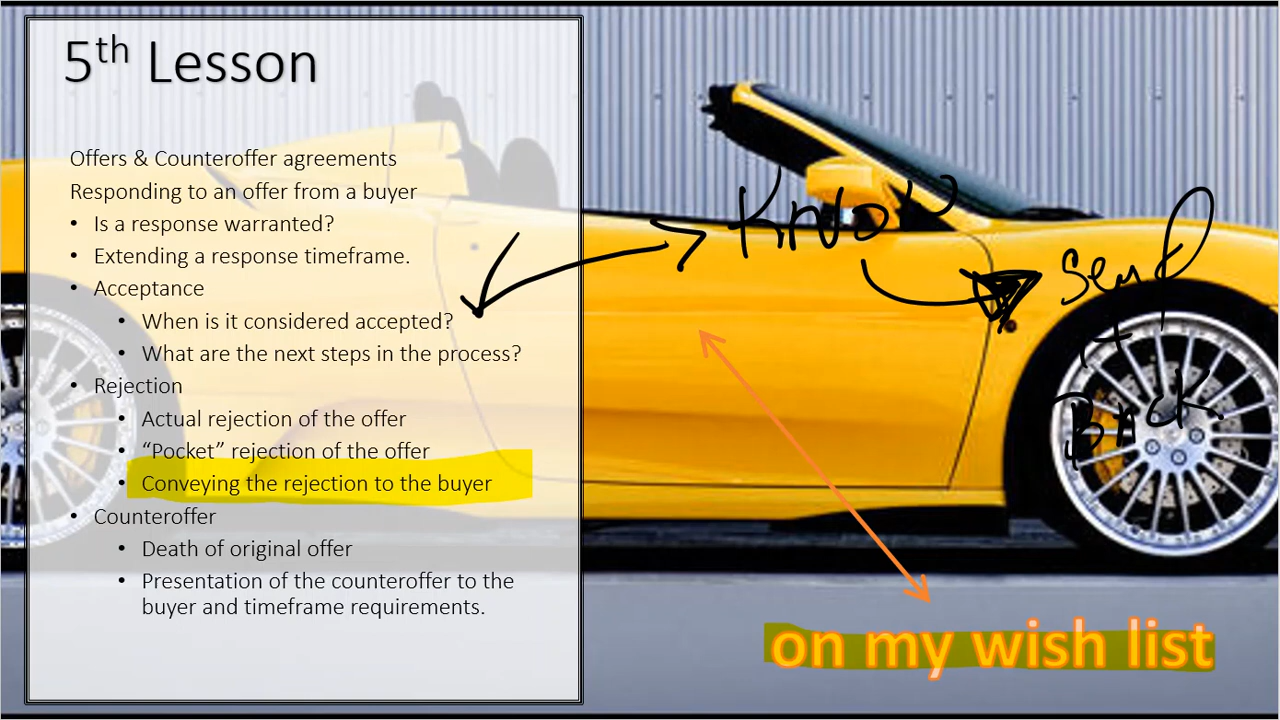 5th Lesson
Offers & Counteroffer agreements
Responding to an offer from a buyer
• Is a response warranted?
• Extending a response timeframe.
• Acceptance
• When is it considered accepted?
• What are the next steps in the process?
• Rejection
• Actual rejection of the offer
• “Pocket” rejection of the offer
• Conveying the rejection to the buyer
• Counteroffer
• Death of original offer
• Presentation of the counteroffer to the
buyer and timeframe requirements.
it
on my wish list